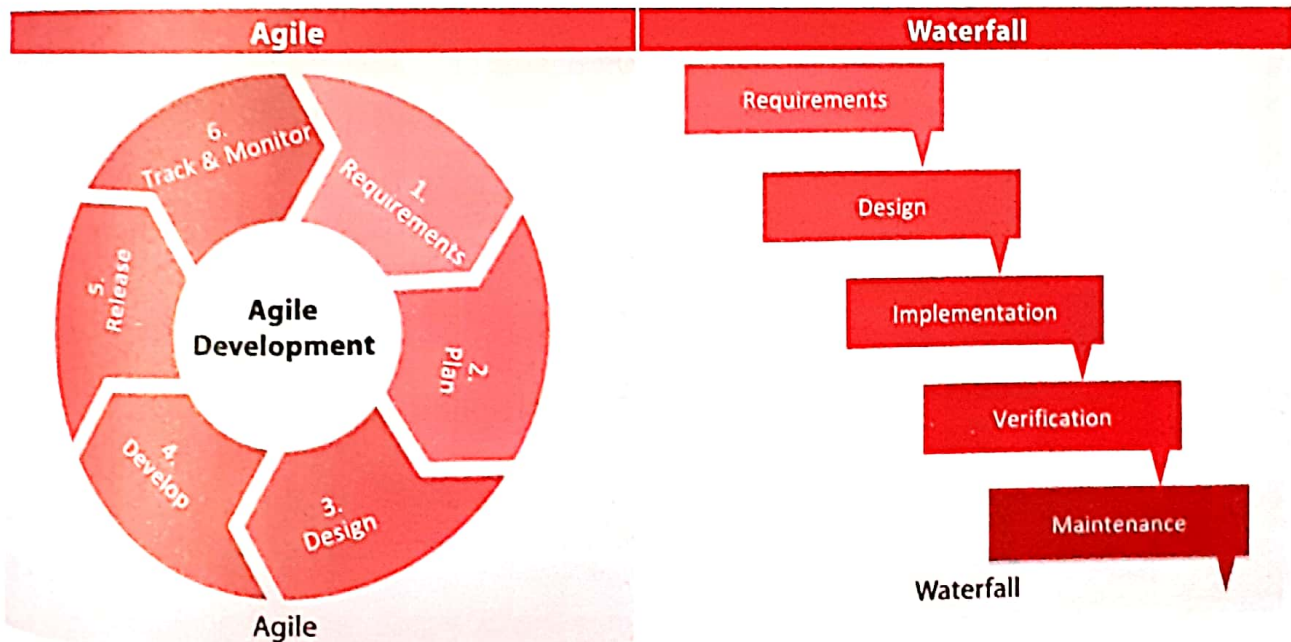 Agile
Waterfall
1.
Requirements
2.
Plan
3.
Design
4.
Develop
5.
Release
6.
Track & Monitor
Agile
Development
Agile
Requirements
Design
Implementation
Verification
Maintenance
Waterfall